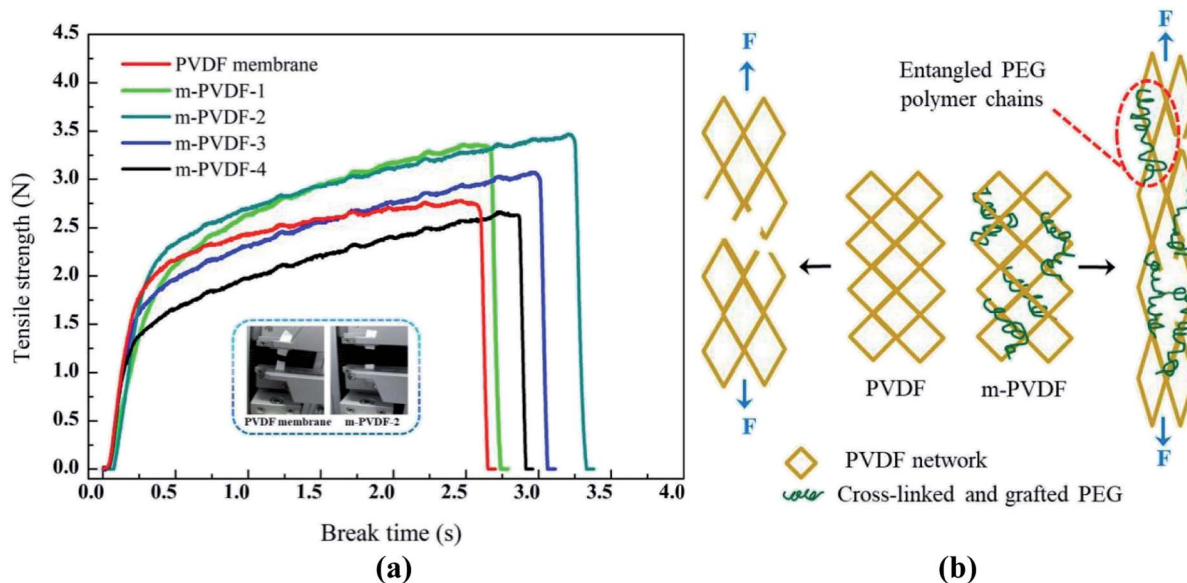 4.5
4.0
3.5
3.0
2.5
2.0
1.5
1.0
0.5
0.0
Tensile strength (N)
PVDF membrane
m-PVDF-1
m-PVDF-2
m-PVDF-3
m-PVDF-4
PVDF membrane m-PVDF-2
0.0 0.5 1.0 1.5 2.0 2.5 3.0 3.5 4.0
Break time (s)
(a)
F
F
Entangled PEG
polymer chains
PVDF m-PVDF
F
F
PVDF network
Cross-linked and grafted PEG
(b)